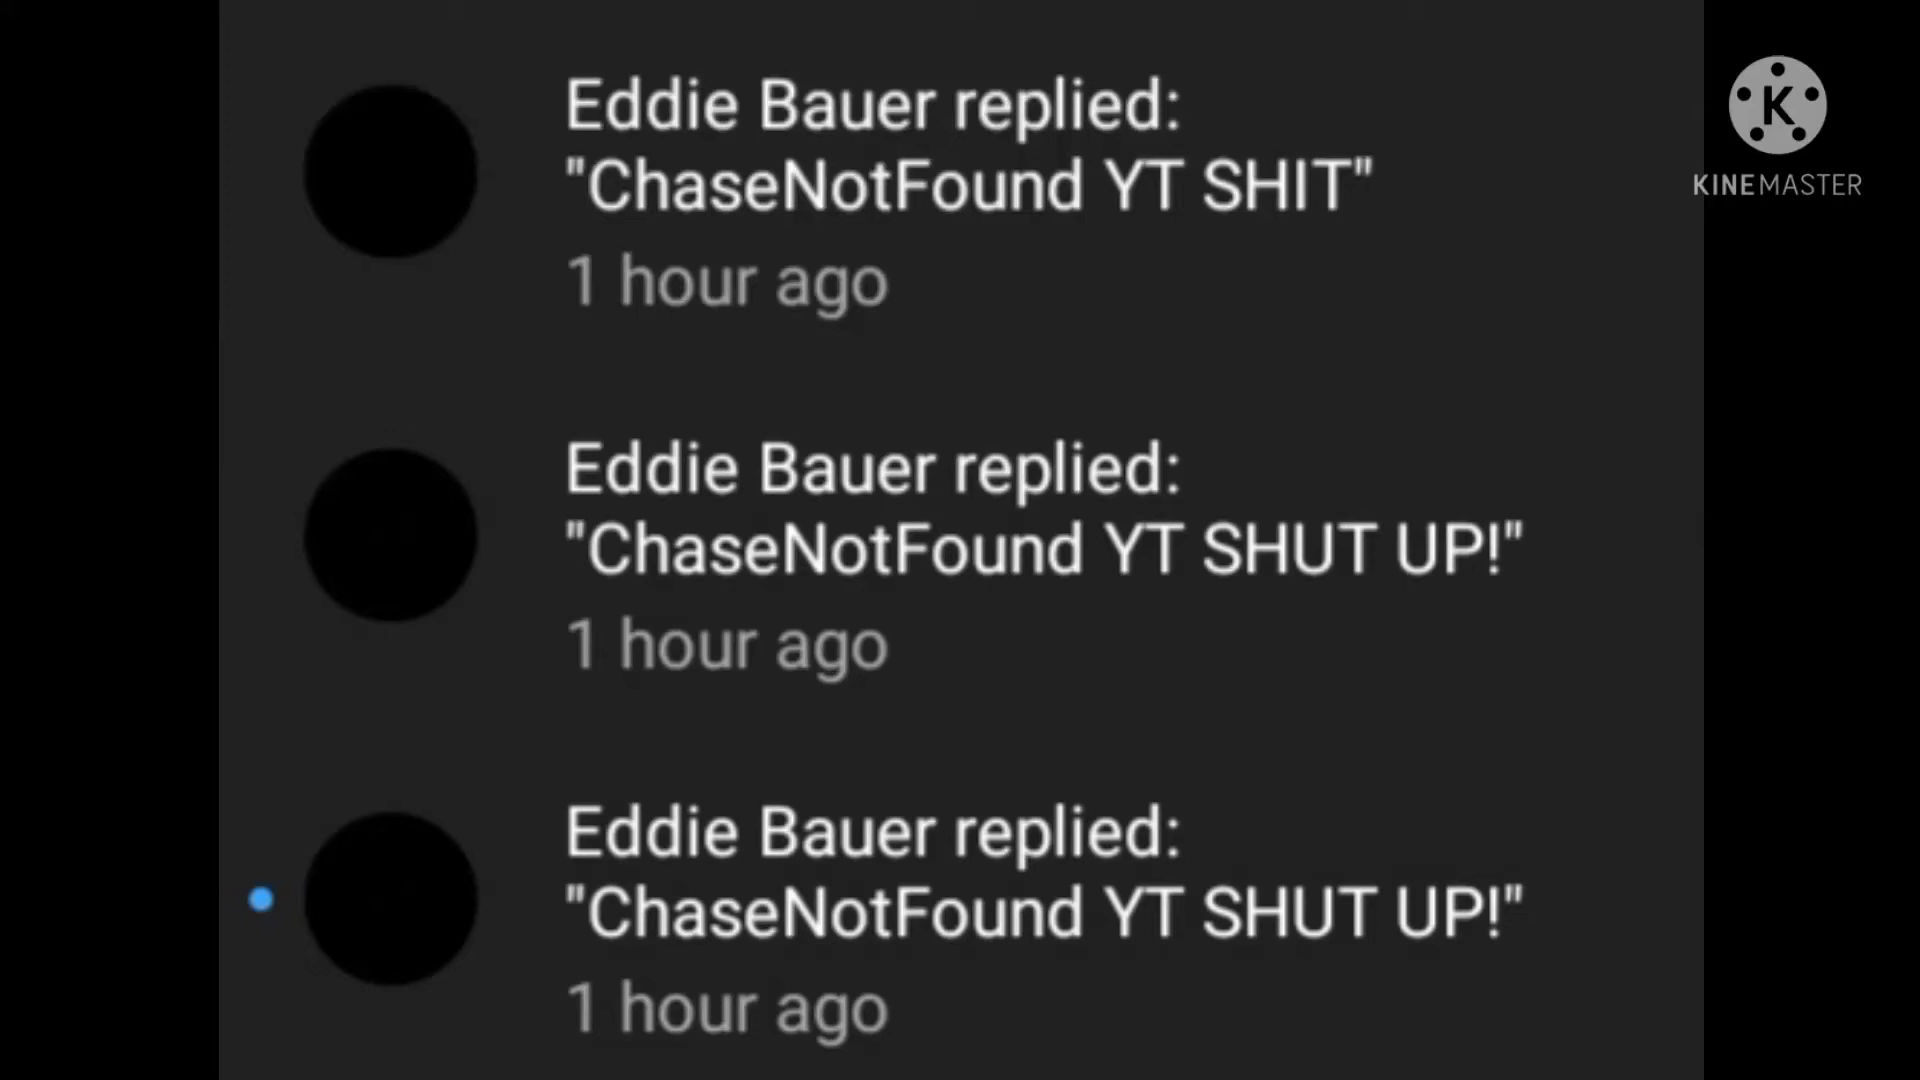 Eddie Bauer replied:
"ChaseNotFound YT SHIT"
1 hour ago
K
KINEMASTER
Eddie Bauer replied:
"ChaseNotFound YT SHUT UP!"
1 hour ago
Eddie Bauer replied:
"ChaseNotFound YT SHUT UP!"
1 hour ago